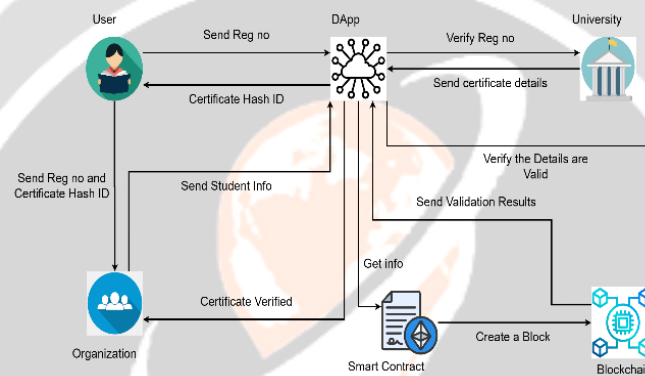 User
DApp
University
Send Reg no
Verify Reg no
Send certificate details
Certificate Hash ID
Verify the Details are
Valid
Send Reg no and
Certificate Hash ID
Send Student Info
Send Validation Results
Get info
Certificate Verified
Create a Block
Organization
Smart Contract
Blockchai